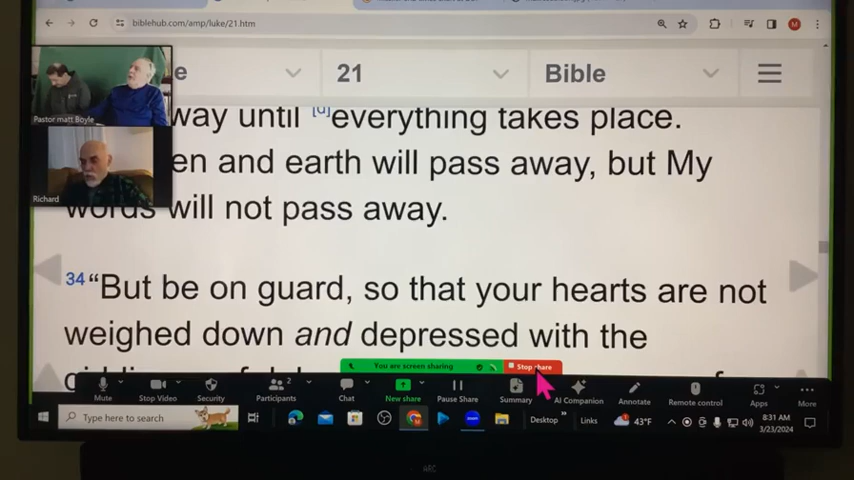 biblehub.com/amp/luke/21.htm
M
e
21
Bible
Pastor matt Boyle
Richard
way until [u]everything takes place.
en and earth will pass away, but My
words will not pass away.
34 “But be on guard, so that your hearts are not
weighed down and depressed with the
of
You are screen sharing
Stop share
Mute
Stop Video
Security
Participants
2
Chat
New share
Pause Share
Summary
AI Companion
Annotate
Remote control
Apps
More
Type here to search
Desktop
Links
43°F
8:31 AM
3/23/2024